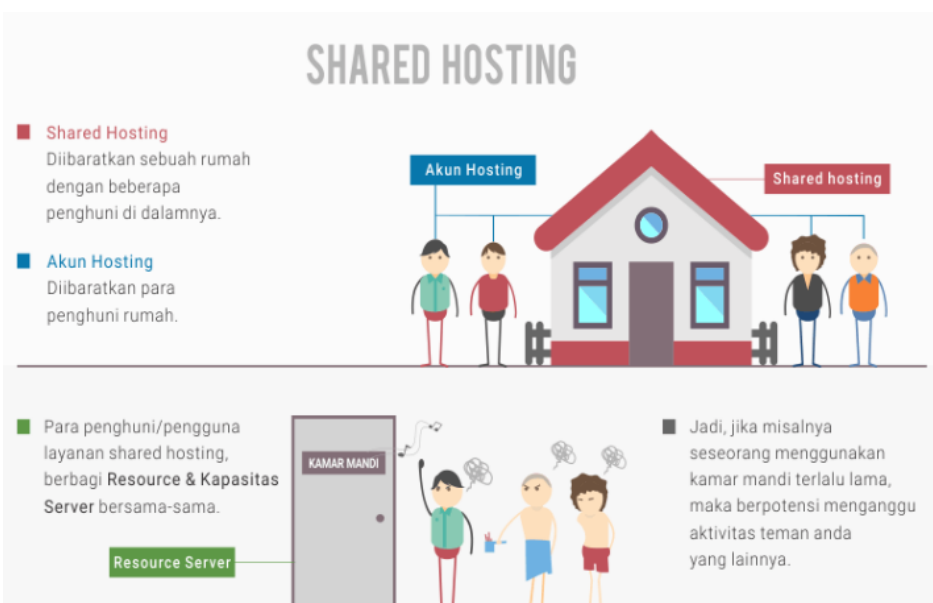 SHARED HOSTING
Shared Hosting
Diibaratkan sebuah rumah
dengan beberapa
penghuni di dalamnya.
Akun Hosting
Diibaratkan para
penghuni rumah.
Akun Hosting
Shared hosting
Para penghuni/pengguna
layanan shared hosting,
berbagi Resource & Kapasitas
Server bersama-sama.
Resource Server
KAMAR MANDI
Jadi, jika misalnya
seseorang menggunakan
kamar mandi terlalu lama,
maka berpotensi menganggu
aktivitas teman anda
yang lainnya.